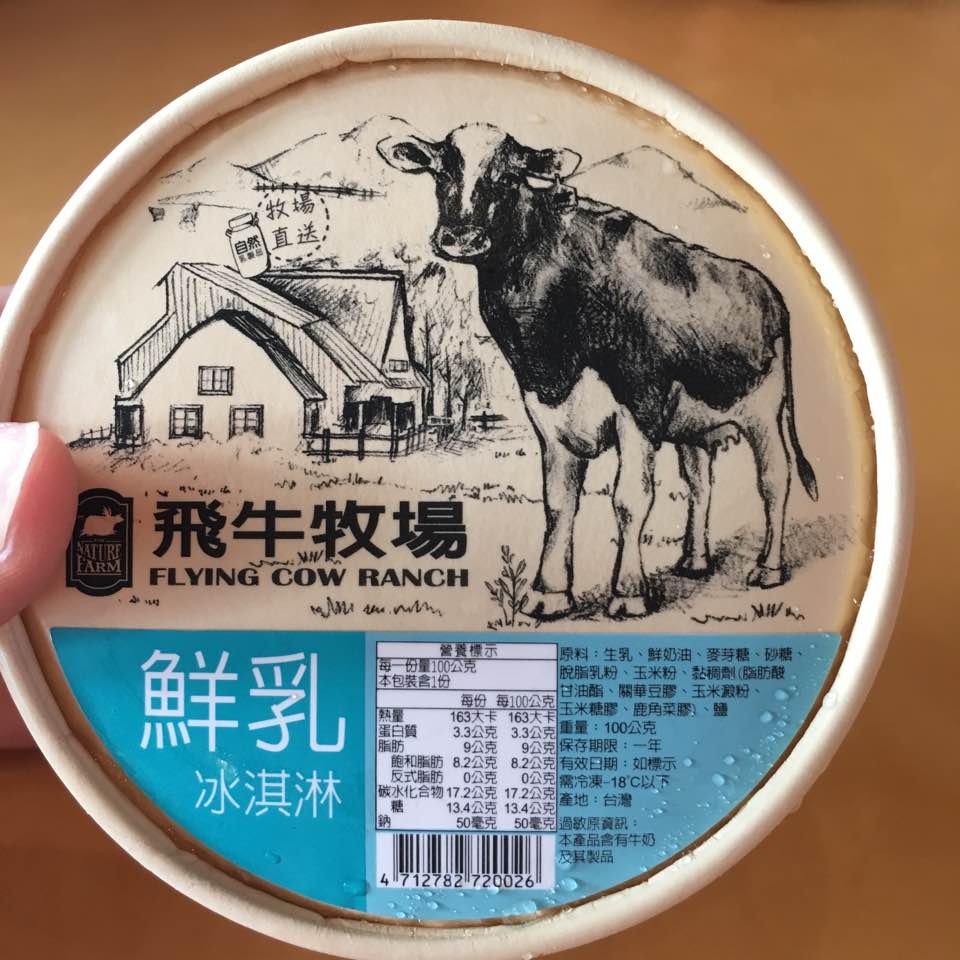 牧場
直送
自然
乳製品
飛牛牧場
NATURE
FARM
FLYING COW RANCH
鮮乳
冰淇淋
營養標示
每一份量100公克
本包裝含1份
每份 每100公克
熱量 163大卡 163大卡
蛋白質 3.3公克 3.3公克
脂肪 9公克 9公克
飽和脂肪 8.2公克 8.2公克
反式脂肪 0公克 0公克
碳水化合物 17.2公克 17.2公克
糖 13.4公克 13.4公克
鈉 50毫克 50毫克
4 712782 720026
原料：生乳、鮮奶油、麥芽糖、砂糖、
脫脂乳粉、玉米粉、黏稠劑(脂肪酸
甘油酯、關華豆膠、玉米澱粉、
玉米糖膠、鹿角菜膠)、鹽
重量：100公克
保存期限：一年
有效日期：如標示
需冷凍-18℃以下
產地：台灣
過敏原資訊：
本產品含有牛奶
及其製品